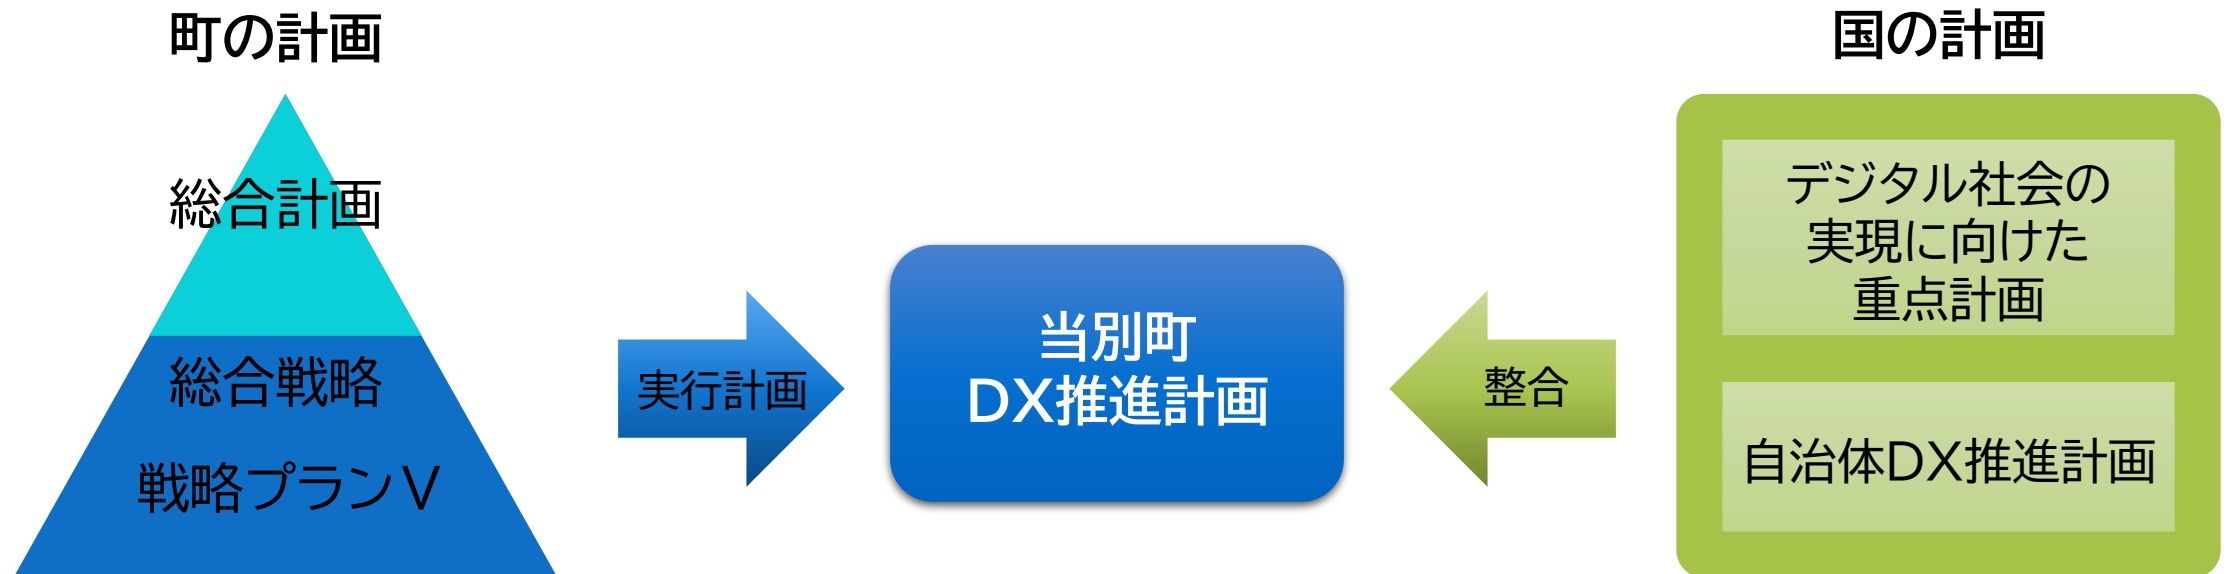 町の計画
総合計画
総合戦略
戦略プランⅤ
実行計画
当別町
DX推進計画
整合
国の計画
デジタル社会の
実現に向けた
重点計画
自治体DX推進計画